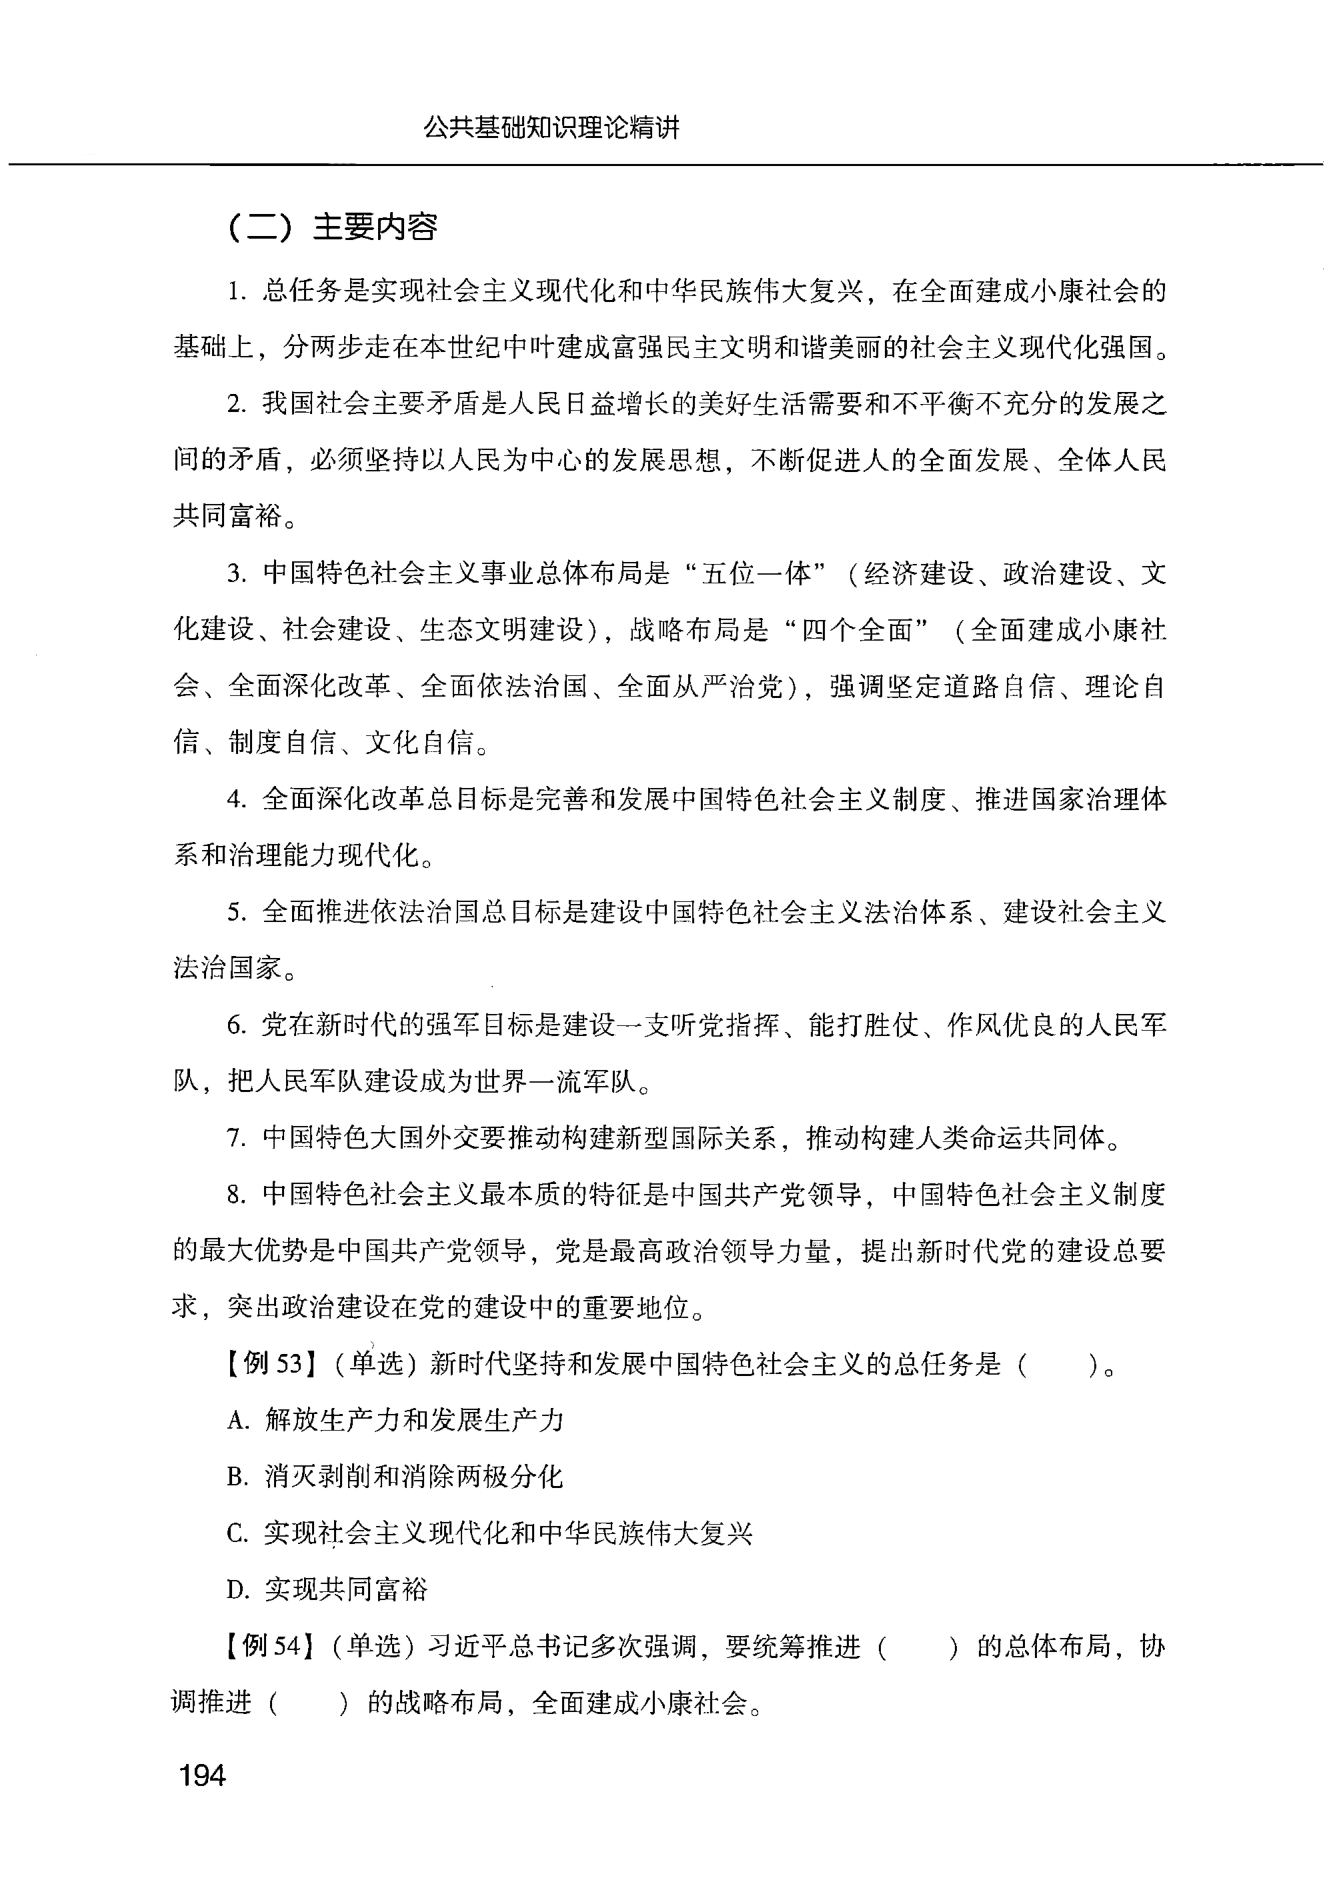 公共基础知识理论精讲
（二）主要内容
1. 总任务是实现社会主义现代化和中华民族伟大复兴，在全面建成小康社会的
基础上，分两步走在本世纪中叶建成富强民主文明和谐美丽的社会主义现代化强国。
2. 我国社会主要矛盾是人民日益增长的美好生活需要和不平衡不充分的发展之
间的矛盾，必须坚持以人民为中心的发展思想，不断促进人的全面发展、全体人民
共同富裕。
3. 中国特色社会主义事业总体布局是“五位一体”（经济建设、政治建设、文
化建设、社会建设、生态文明建设），战略布局是“四个全面”（全面建成小康社
会、全面深化改革、全面依法治国、全面从严治党），强调坚定道路自信、理论自
信、制度自信、文化自信。
4. 全面深化改革总目标是完善和发展中国特色社会主义制度、推进国家治理体
系和治理能力现代化。
5. 全面推进依法治国总目标是建设中国特色社会主义法治体系、建设社会主义
法治国家。
6. 党在新时代的强军目标是建设一支听党指挥、能打胜仗、作风优良的人民军
队，把人民军队建设成为世界一流军队。
7. 中国特色大国外交要推动构建新型国际关系，推动构建人类命运共同体。
8. 中国特色社会主义最本质的特征是中国共产党领导，中国特色社会主义制度
的最大优势是中国共产党领导，党是最高政治领导力量，提出新时代党的建设总要
求，突出政治建设在党的建设中的重要地位。
【例 53】（单选）新时代坚持和发展中国特色社会主义的总任务是（　　）。
A. 解放生产力和发展生产力
B. 消灭剥削和消除两极分化
C. 实现社会主义现代化和中华民族伟大复兴
D. 实现共同富裕
【例 54】（单选）习近平总书记多次强调，要统筹推进（　　）的总体布局，协
调推进（　　）的战略布局，全面建成小康社会。
194